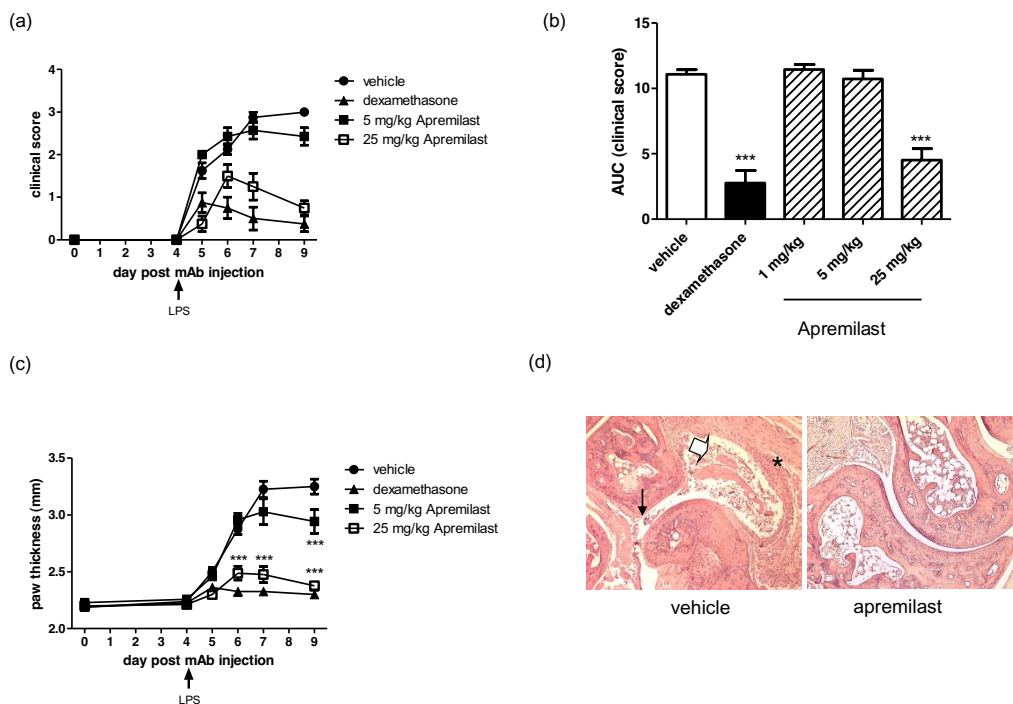 (a)
clinical score
4
3
2
1
0
0 1 2 3 4 5 6 7 8 9
day post mAb injection
LPS
vehicle
dexamethasone
5 mg/kg Apremilast
25 mg/kg Apremilast
(b)
AUC (clinical score)
15
10
5
0
***
***
vehicle
dexamethasone
1 mg/kg
5 mg/kg
25 mg/kg
Apremilast
(c)
paw thickness (mm)
3.5
3.0
2.5
2.0
*** *** ***
***
0 1 2 3 4 5 6 7 8 9
day post mAb injection
LPS
vehicle
dexamethasone
5 mg/kg Apremilast
25 mg/kg Apremilast
(d)
*
vehicle
apremilast